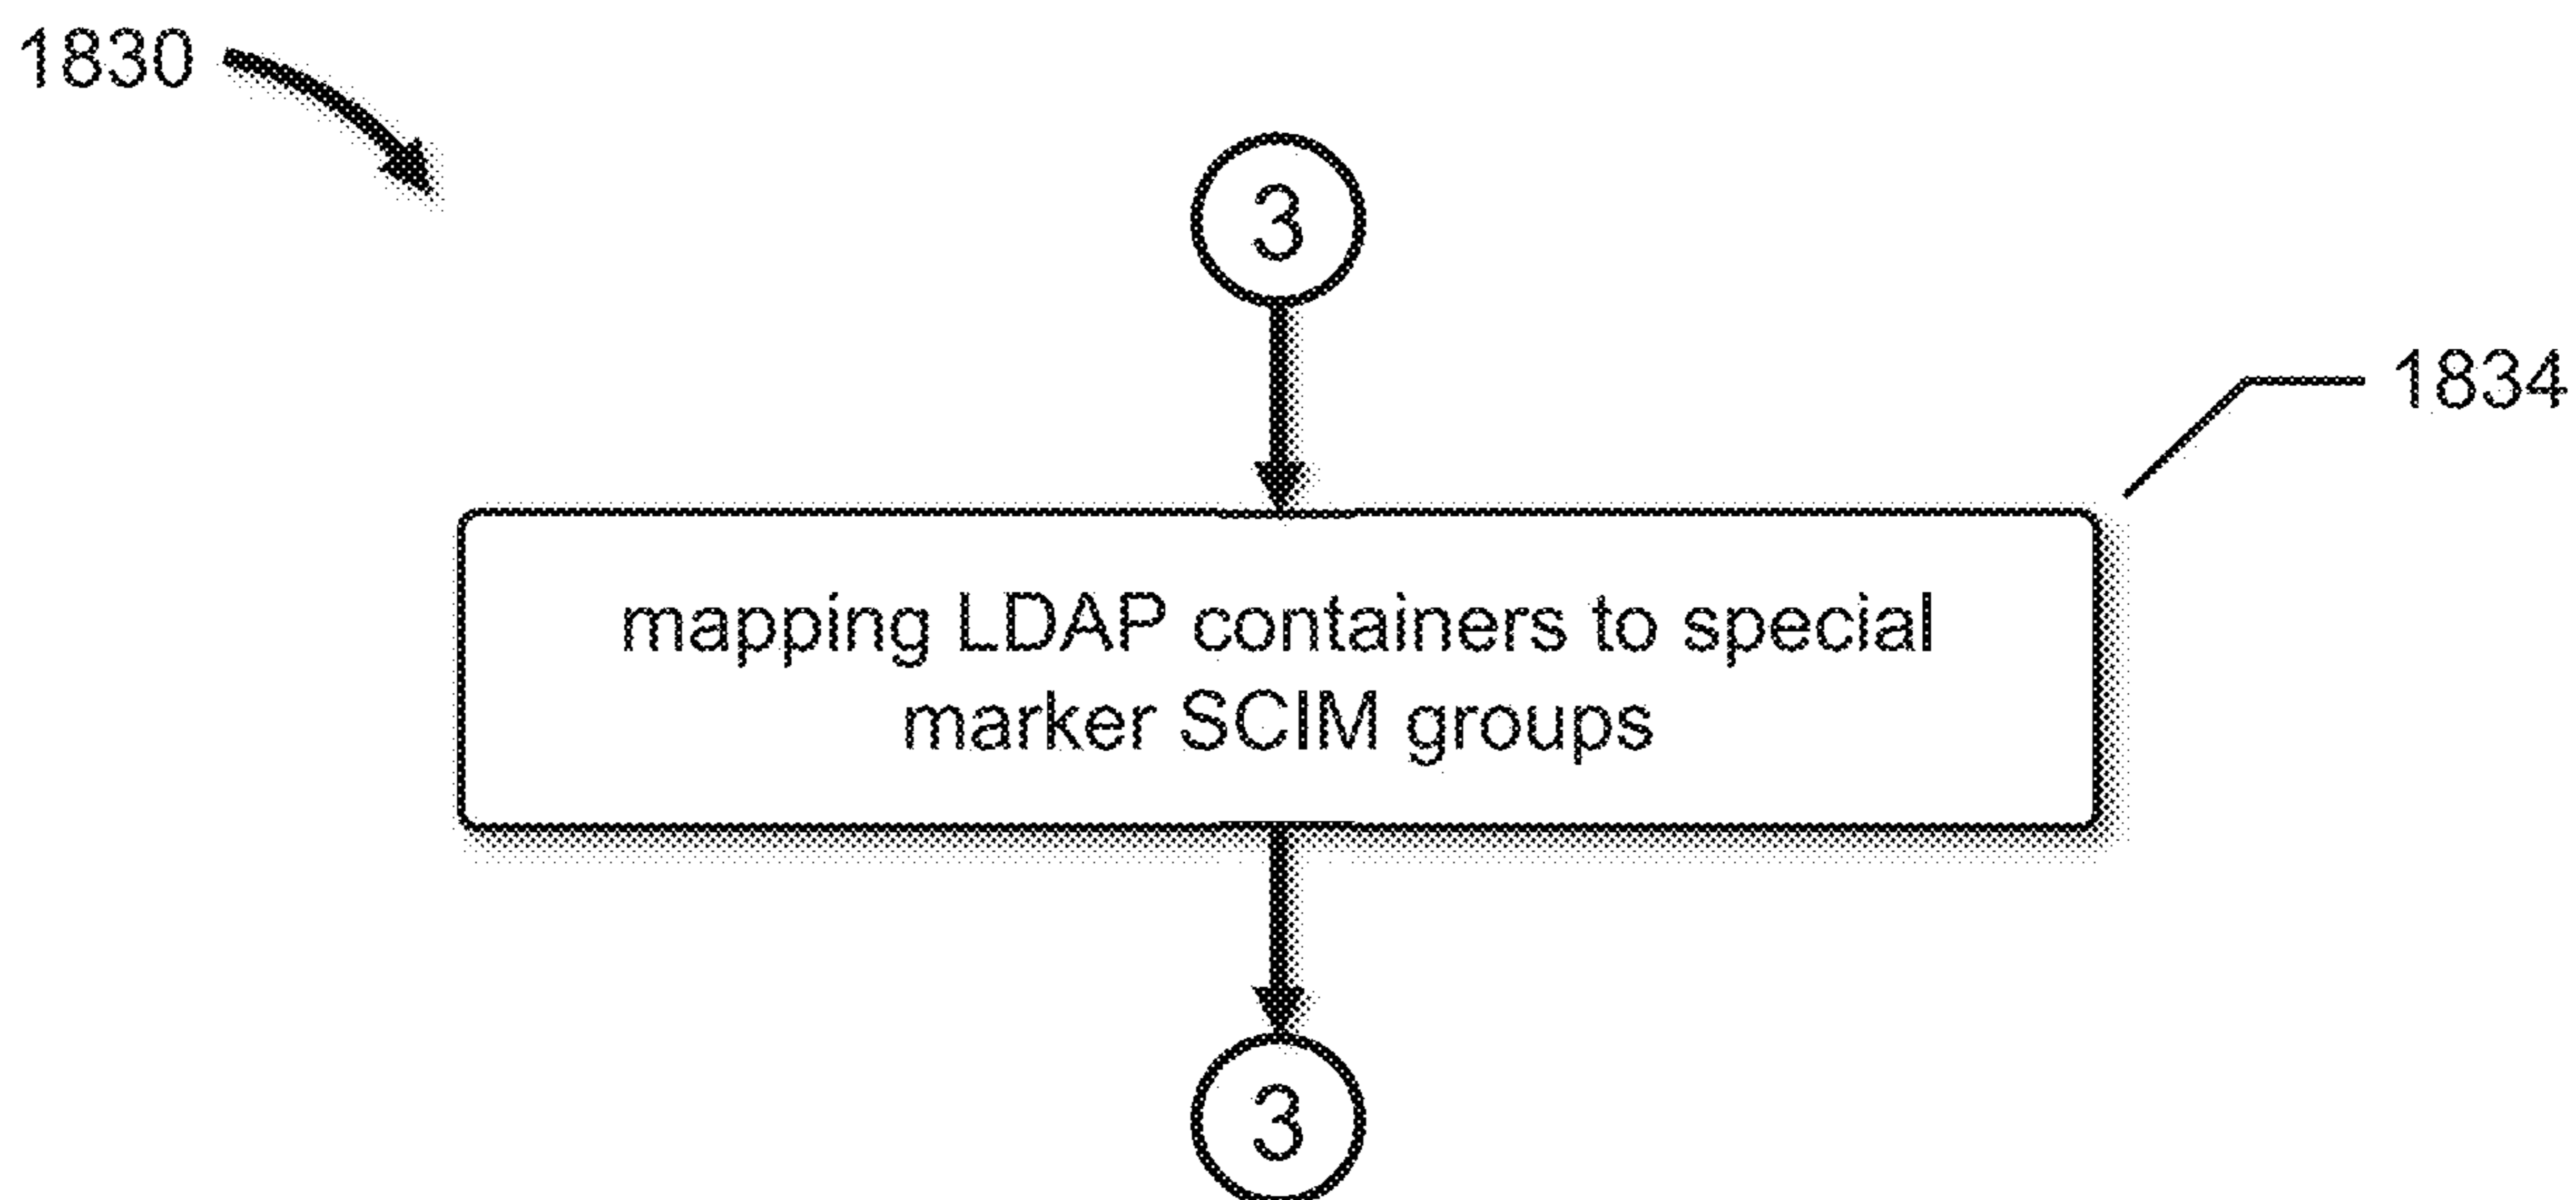 1830
3
1834
mapping LDAP containers to special
marker SCIM groups
3